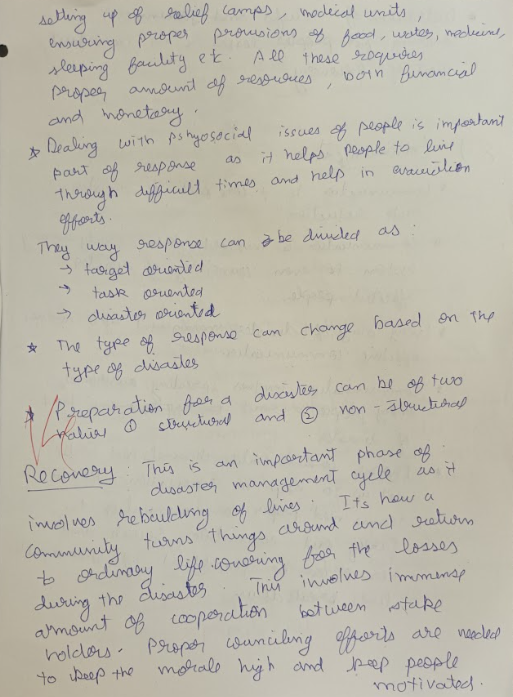 setting up of relief camps, medical units,
ensuring proper provisions of food, water, medicine,
sleeping facility etc. All these requires
proper amount of resources, both financial
and monetary.
* Dealing with pshyosocial issues of people is important
part of response as it helps people to live
through difficult times and help in evacuation
efforts.
They way response can be divided as :
→ target oriented
→ task oriented
→ disaster oriented
* The type of response can change based on the
type of disaster
* Preparation for a disaster can be of two
① structural and ② non-structural
Recovery : This is an important phase of
disaster management cycle as it
involves rebuilding of lives. Its how a
community turns things around and return
to ordinary life covering for the losses
during the disaster. This involves immense
amount of cooperation between stake
holders. Proper counciling efforts are needed
to keep the morale high and keep people
motivated.